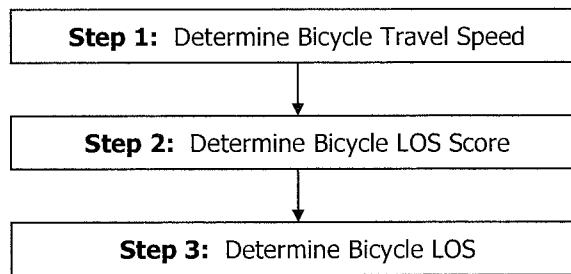 Step 1: Determine Bicycle Travel Speed
Step 2: Determine Bicycle LOS Score
Step 3: Determine Bicycle LOS